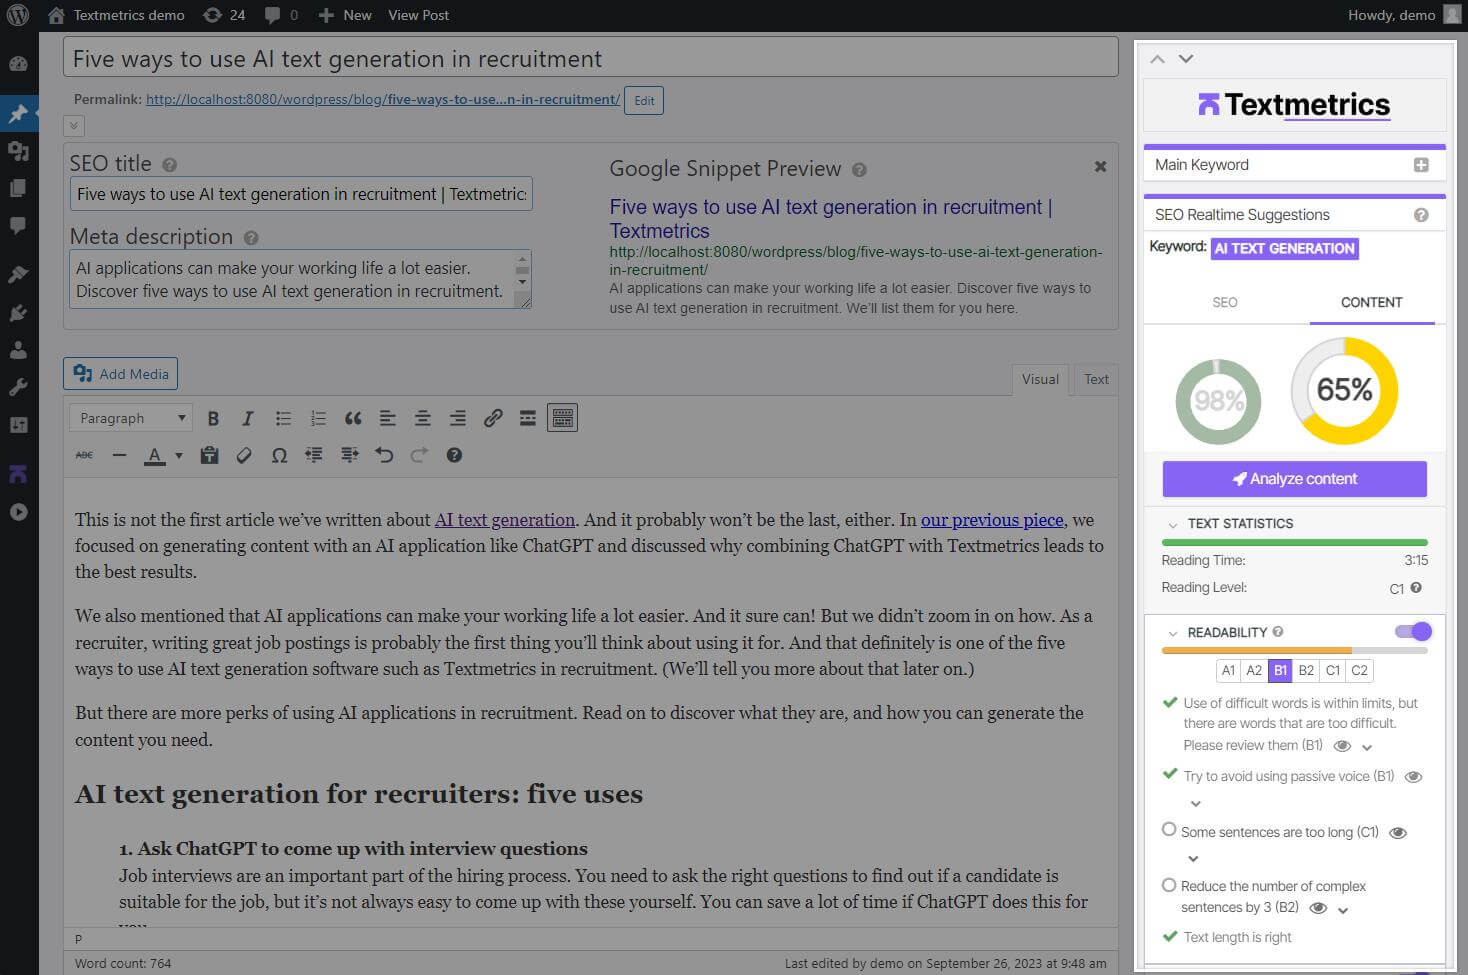 Textmetrics demo 24 0 New View Post Howdy, demo
Five ways to use AI text generation in recruitment
Permalink: http://localhost:8080/wordpress/blog/five-ways-to-use...n-in-recruitment/ Edit
SEO title
Five ways to use AI text generation in recruitment | Textmetrics
Meta description
AI applications can make your working life a lot easier.
Discover five ways to use AI text generation in recruitment.
Google Snippet Preview
Five ways to use AI text generation in recruitment |
Textmetrics
http://localhost:8080/wordpress/blog/five-ways-to-use-ai-text-generation-
in-recruitment/
AI applications can make your working life a lot easier. Discover five ways to
use AI text generation in recruitment. We'll list them for you here.
Add Media
Visual Text
Paragraph
B I
ABC A Ω
This is not the first article we've written about AI text generation. And it probably won't be the last, either. In our previous piece, we
focused on generating content with an AI application like ChatGPT and discussed why combining ChatGPT with Textmetrics leads to
the best results.
We also mentioned that AI applications can make your working life a lot easier. And it sure can! But we didn't zoom in on how. As a
recruiter, writing great job postings is probably the first thing you'll think about using it for. And that definitely is one of the five
ways to use AI text generation software such as Textmetrics in recruitment. (We'll tell you more about that later on.)
But there are more perks of using AI applications in recruitment. Read on to discover what they are, and how you can generate the
content you need.
AI text generation for recruiters: five uses
1. Ask ChatGPT to come up with interview questions
Job interviews are an important part of the hiring process. You need to ask the right questions to find out if a candidate is
suitable for the job, but it's not always easy to come up with these yourself. You can save a lot of time if ChatGPT does this for
you
P
Word count: 764
Last edited by demo on September 26, 2023 at 9:48 am
Textmetrics
Main Keyword
SEO Realtime Suggestions
Keyword: AI TEXT GENERATION
SEO CONTENT
98% 65%
Analyze content
TEXT STATISTICS
Reading Time: 3:15
Reading Level: C1
READABILITY
A1 A2 B1 B2 C1 C2
Use of difficult words is within limits, but
there are words that are too difficult.
Please review them (B1)
Try to avoid using passive voice (B1)
Some sentences are too long (C1)
Reduce the number of complex
sentences by 3 (B2)
Text length is right